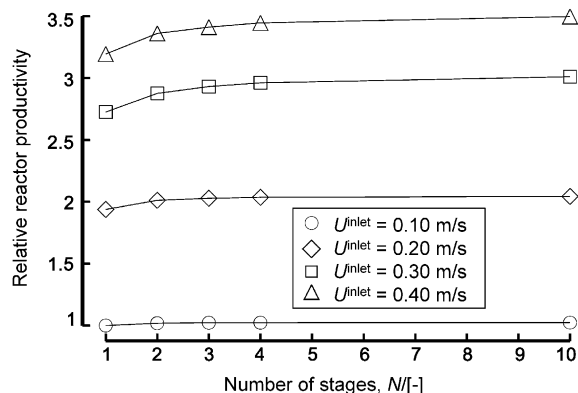 3.5
3
2.5
2
1.5
1
Relative reactor productivity
U^inlet = 0.10 m/s
U^inlet = 0.20 m/s
U^inlet = 0.30 m/s
U^inlet = 0.40 m/s
1 2 3 4 5 6 7 8 9 10
Number of stages, N/[-]